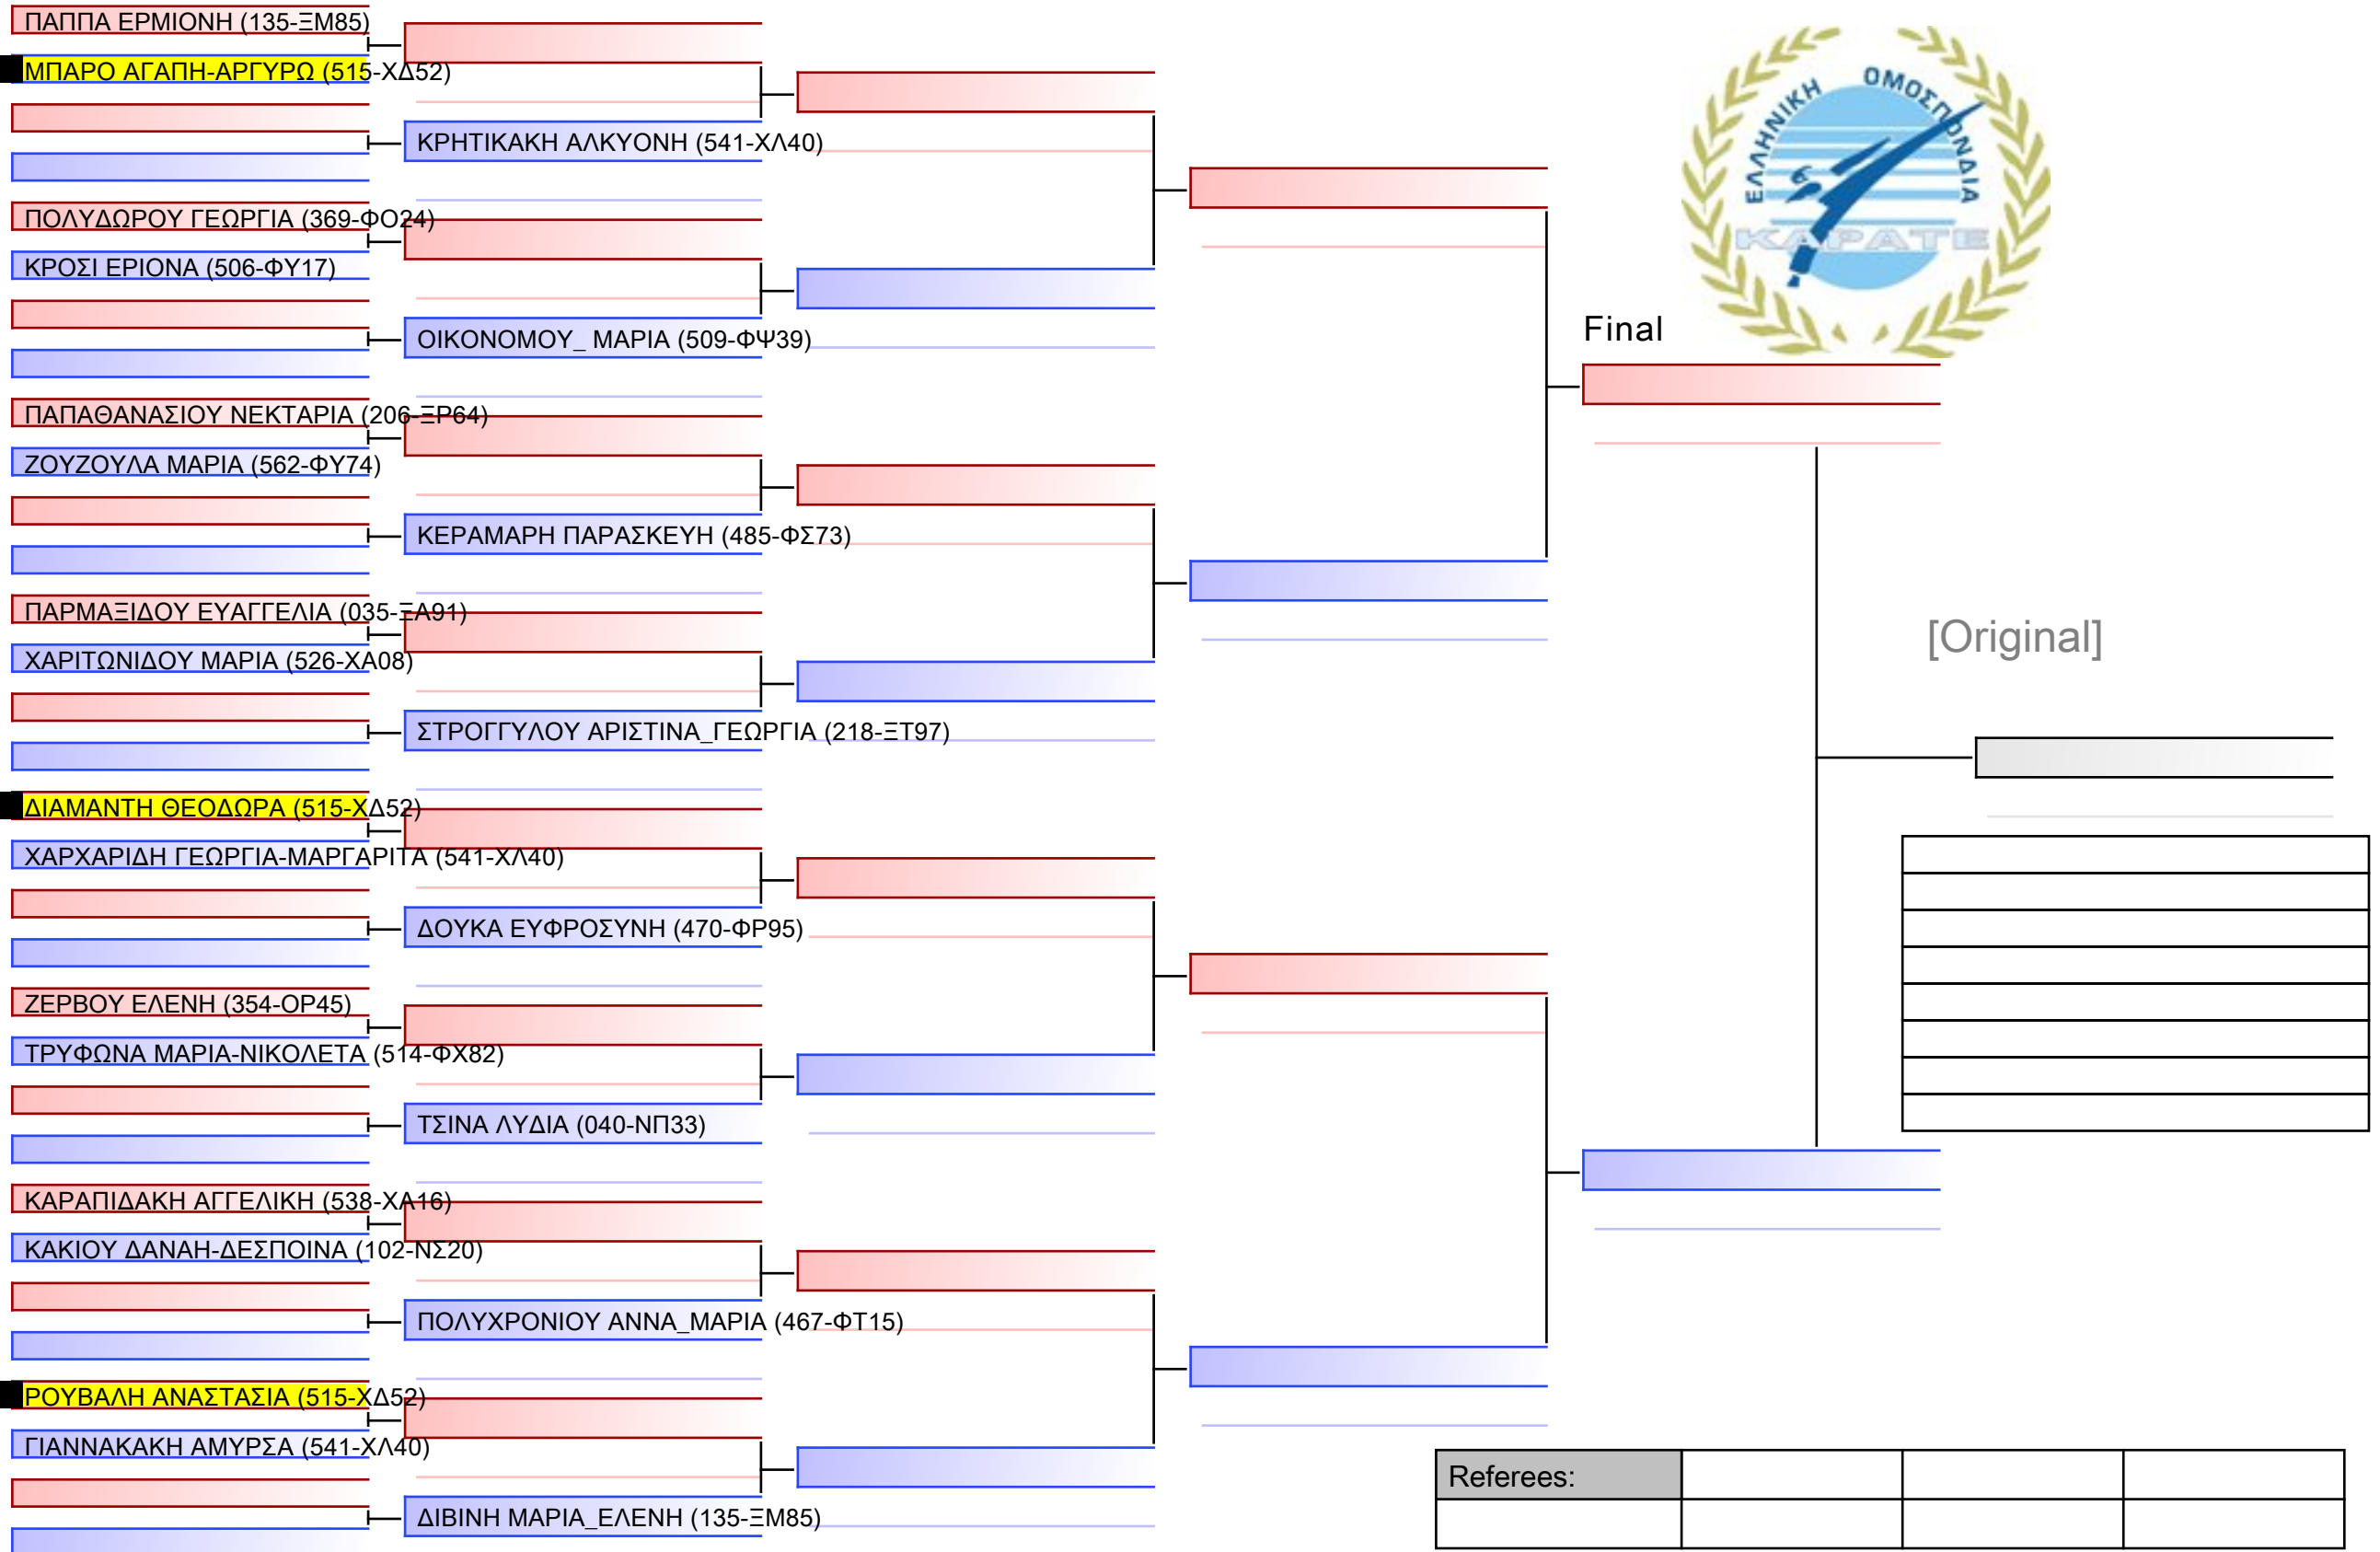 ΠΑΠΠΑ ΕΡΜΙΟΝΗ (135-ΞΜ85)
ΜΠΑΡΟ ΑΓΑΠΗ-ΑΡΓΥΡΩ (515-ΧΔ52)
ΚΡΗΤΙΚΑΚΗ ΑΛΚΥΟΝΗ (541-ΧΛ40)
ΠΟΛΥΔΩΡΟΥ ΓΕΩΡΓΙΑ (369-ΦΟ24)
ΚΡΟΣΙ ΕΡΙΟΝΑ (506-ΦΥ17)
ΟΙΚΟΝΟΜΟΥ_ ΜΑΡΙΑ (509-ΦΨ39)
ΠΑΠΑΘΑΝΑΣΙΟΥ ΝΕΚΤΑΡΙΑ (206-ΞΡ64)
ΖΟΥΖΟΥΛΑ ΜΑΡΙΑ (562-ΦΥ74)
ΚΕΡΑΜΑΡΗ ΠΑΡΑΣΚΕΥΗ (485-ΦΣ73)
ΠΑΡΜΑΞΙΔΟΥ ΕΥΑΓΓΕΛΙΑ (035-ΞΑ91)
ΧΑΡΙΤΩΝΙΔΟΥ ΜΑΡΙΑ (526-ΧΑ08)
ΣΤΡΟΓΓΥΛΟΥ ΑΡΙΣΤΙΝΑ_ΓΕΩΡΓΙΑ (218-ΞΤ97)
ΔΙΑΜΑΝΤΗ ΘΕΟΔΩΡΑ (515-ΧΔ52)
ΧΑΡΧΑΡΙΔΗ ΓΕΩΡΓΙΑ-ΜΑΡΓΑΡΙΤΑ (541-ΧΛ40)
ΔΟΥΚΑ ΕΥΦΡΟΣΥΝΗ (470-ΦΡ95)
ΖΕΡΒΟΥ ΕΛΕΝΗ (354-ΟΡ45)
ΤΡΥΦΩΝΑ ΜΑΡΙΑ-ΝΙΚΟΛΕΤΑ (514-ΦΧ82)
ΤΣΙΝΑ ΛΥΔΙΑ (040-ΝΠ33)
ΚΑΡΑΠΙΔΑΚΗ ΑΓΓΕΛΙΚΗ (538-ΧΑ16)
ΚΑΚΙΟΥ ΔΑΝΑΗ-ΔΕΣΠΟΙΝΑ (102-ΝΣ20)
ΠΟΛΥΧΡΟΝΙΟΥ ΑΝΝΑ_ΜΑΡΙΑ (467-ΦΤ15)
ΡΟΥΒΑΛΗ ΑΝΑΣΤΑΣΙΑ (515-ΧΔ52)
ΓΙΑΝΝΑΚΑΚΗ ΑΜΥΡΣΑ (541-ΧΛ40)
ΔΙΒΙΝΗ ΜΑΡΙΑ_ΕΛΕΝΗ (135-ΞΜ85)
ΕΛΛΗΝΙΚΗ ΟΜΟΣΠΟΝΔΙΑ
ΚΑΡΑΤΕ
Final
[Original]
Referees: